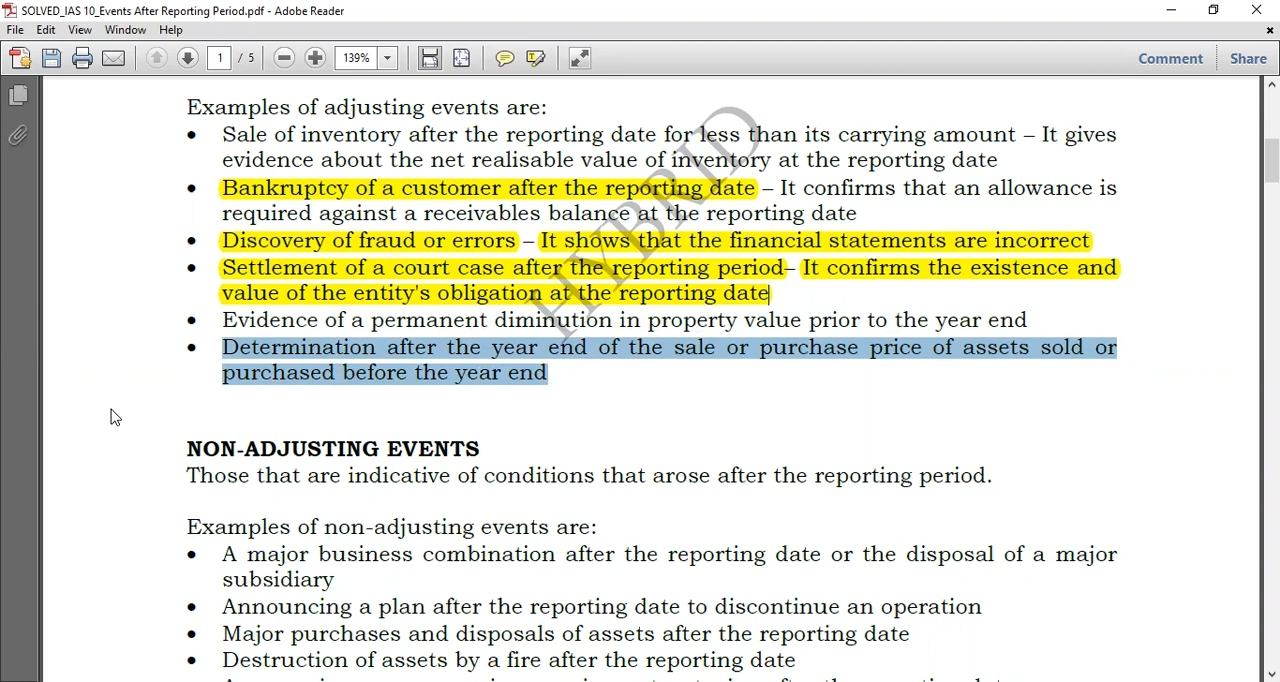 SOLVED_IAS 10_Events After Reporting Period.pdf - Adobe Reader
File Edit View Window Help
1 / 5 139% Comment Share
Examples of adjusting events are:
• Sale of inventory after the reporting date for less than its carrying amount – It gives
evidence about the net realisable value of inventory at the reporting date
• Bankruptcy of a customer after the reporting date – It confirms that an allowance is
required against a receivables balance at the reporting date
• Discovery of fraud or errors – It shows that the financial statements are incorrect
• Settlement of a court case after the reporting period– It confirms the existence and
value of the entity's obligation at the reporting date
• Evidence of a permanent diminution in property value prior to the year end
• Determination after the year end of the sale or purchase price of assets sold or
purchased before the year end
HYBRID
NON-ADJUSTING EVENTS
Those that are indicative of conditions that arose after the reporting period.
Examples of non-adjusting events are:
• A major business combination after the reporting date or the disposal of a major
subsidiary
• Announcing a plan after the reporting date to discontinue an operation
• Major purchases and disposals of assets after the reporting date
• Destruction of assets by a fire after the reporting date